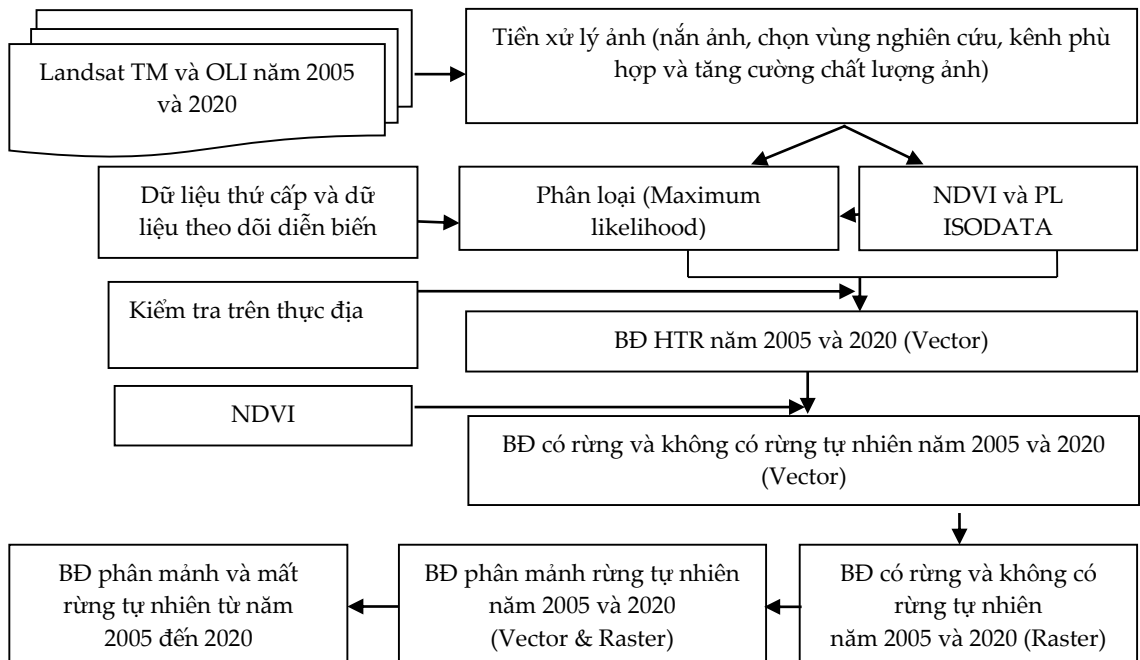 Landsat TM và OLI năm 2005
và 2020
Tiền xử lý ảnh (nắn ảnh, chọn vùng nghiên cứu, kênh phù
hợp và tăng cường chất lượng ảnh)
Dữ liệu thứ cấp và dữ
liệu theo dõi diễn biến
Phân loại (Maximum
likelihood)
NDVI và PL
ISODATA
Kiểm tra trên thực địa
BĐ HTR năm 2005 và 2020 (Vector)
NDVI
BĐ có rừng và không có rừng tự nhiên năm 2005 và 2020
(Vector)
BĐ phân mảnh và mất
rừng tự nhiên từ năm
2005 đến 2020
BĐ phân mảnh rừng tự nhiên
năm 2005 và 2020
(Vector & Raster)
BĐ có rừng và không có
rừng tự nhiên
năm 2005 và 2020 (Raster)